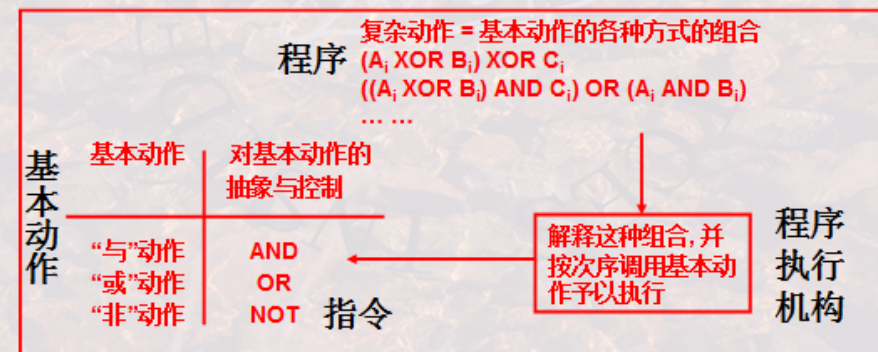 复杂动作 = 基本动作的各种方式的组合
程序
(Ai XOR Bi) XOR Ci
((Ai XOR Bi) AND Ci) OR (Ai AND Bi)
... ...
基本动作
基本动作
对基本动作的
抽象与控制
“与”动作
AND
“或”动作
OR
“非”动作
NOT
指令
解释这种组合, 并
按次序调用基本动
作予以执行
程序
执行
机构